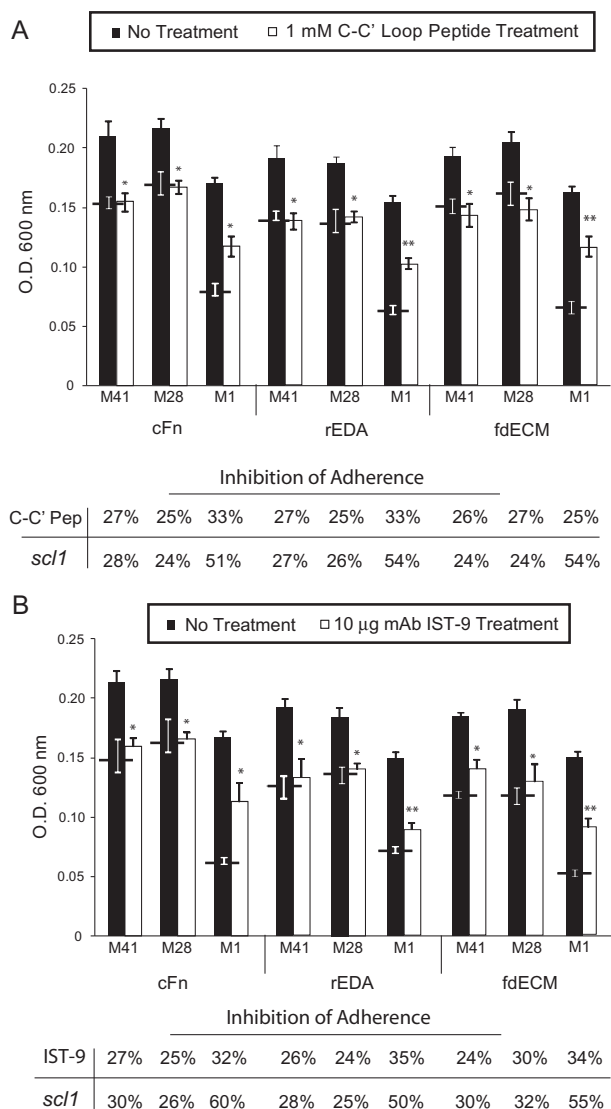 A
No Treatment 1 mM C-C' Loop Peptide Treatment
0.25
0.20
0.15
0.10
0.05
0
O.D. 600 nm
* * * * * ** * * **
M41 M28 M1 M41 M28 M1 M41 M28 M1
cFn rEDA fdECM
Inhibition of Adherence
C-C' Pep 27% 25% 33% 27% 25% 33% 26% 27% 25%
scl1 28% 24% 51% 27% 26% 54% 24% 24% 54%
B
No Treatment 10 µg mAb IST-9 Treatment
0.25
0.20
0.15
0.10
0.05
0
O.D. 600 nm
* * * * * ** * * **
M41 M28 M1 M41 M28 M1 M41 M28 M1
cFn rEDA fdECM
Inhibition of Adherence
IST-9 27% 25% 32% 26% 24% 35% 24% 30% 34%
scl1 30% 26% 60% 28% 25% 50% 30% 32% 55%